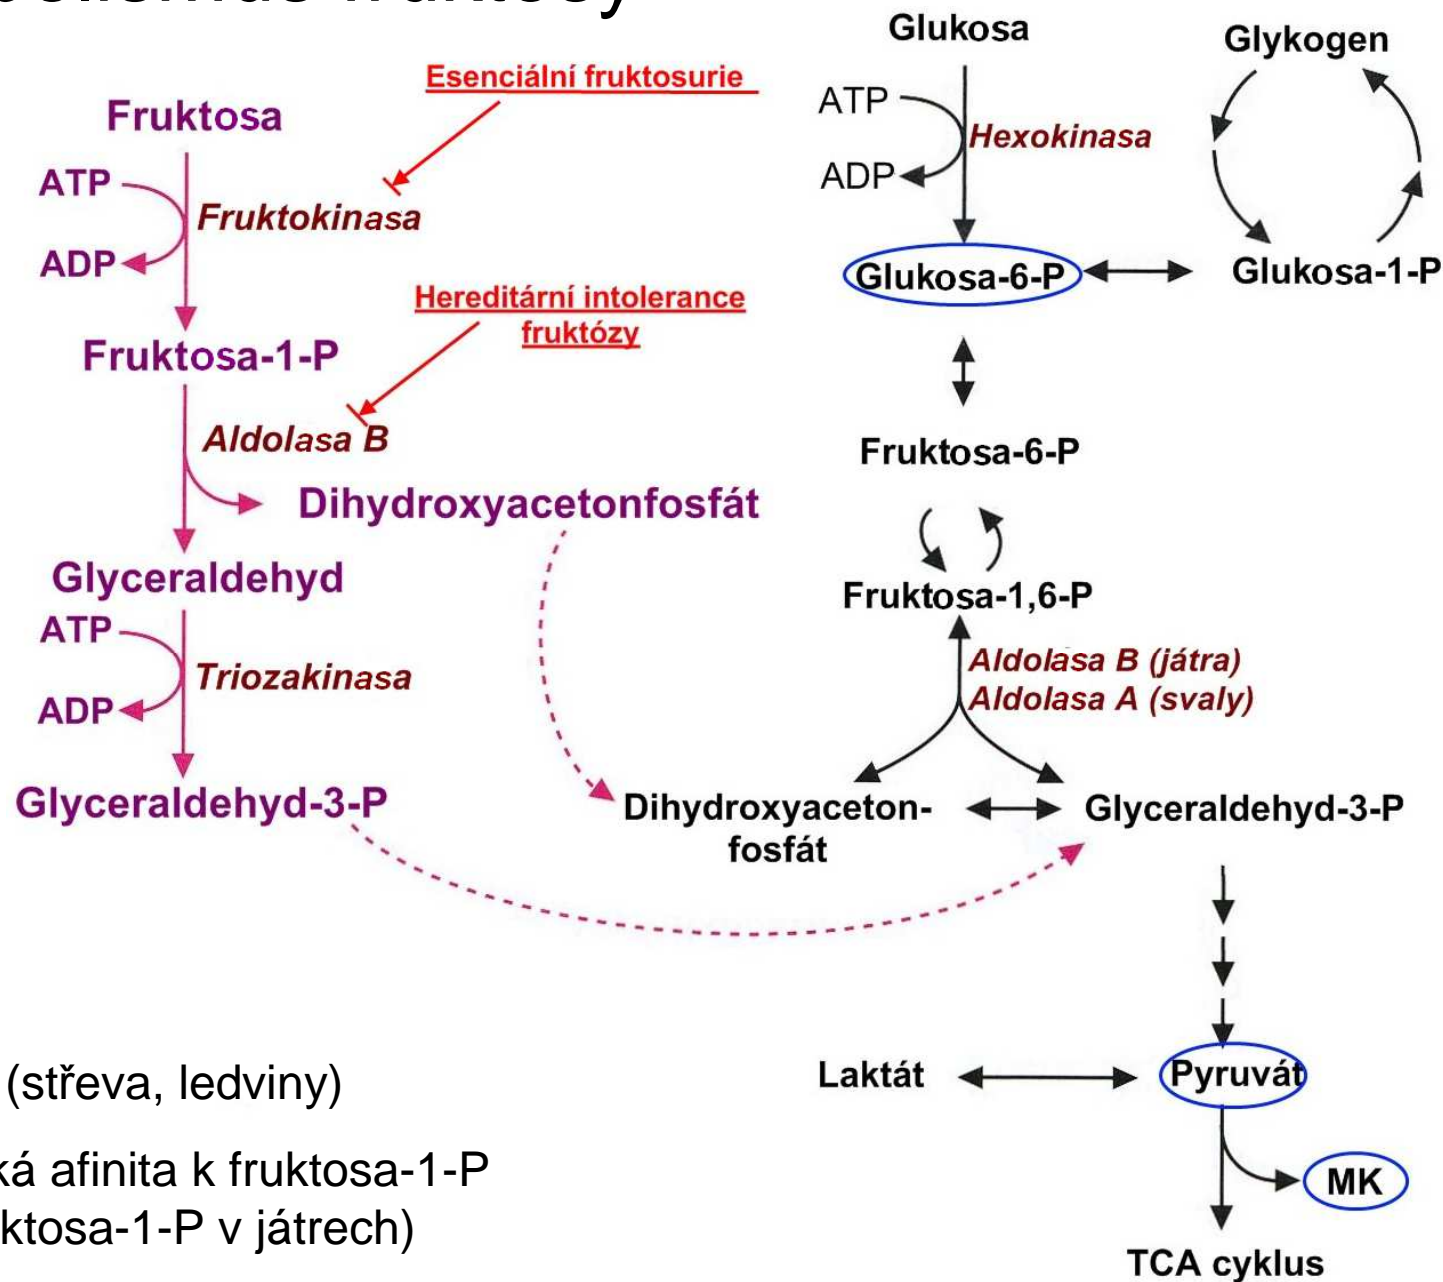 fruktosy
Esenciální fruktosurie
Fruktosa
ATP
Fruktokinasa
ADP
Hereditární intolerance
fruktózy
Fruktosa-1-P
Aldolasa B
Dihydroxyacetonfosfát
Glyceraldehyd
ATP
Triozakinasa
ADP
Glyceraldehyd-3-P
Glukosa
Glykogen
ATP
Hexokinasa
ADP
Glukosa-6-P
Glukosa-1-P
Fruktosa-6-P
Fruktosa-1,6-P
Aldolasa B (játra)
Aldolasa A (svaly)
Dihydroxyaceton-
fosfát
Glyceraldehyd-3-P
Laktát
Pyruvát
MK
TCA cyklus
(střeva, ledviny)
ká afinita k fruktosa-1-P
ktosa-1-P v játrech)